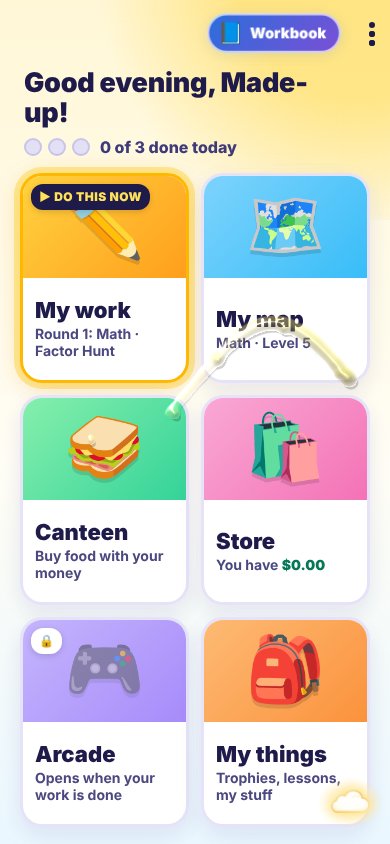 Workbook
Good evening, Made-
up!
0 of 3 done today
▶ DO THIS NOW
My work
Round 1: Math ·
Factor Hunt
My map
Math · Level 5
Canteen
Buy food with your
money
Store
You have $0.00
Arcade
Opens when your
work is done
My things
Trophies, lessons,
my stuff